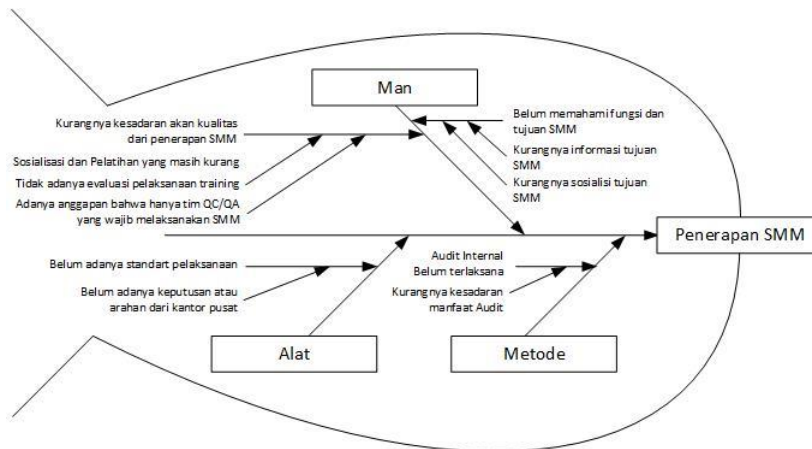 Man
Kurangnya kesadaran akan kualitas
dari penerapan SMM
Sosialisasi dan Pelatihan yang masih kurang
Tidak adanya evaluasi pelaksanaan training
Adanya anggapan bahwa hanya tim QC/QA
yang wajib melaksanakan SMM
Belum memahami fungsi dan
tujuan SMM
Kurangnya informasi tujuan
SMM
Kurangnya sosialisi tujuan
SMM
Penerapan SMM
Belum adanya standart pelaksanaan
Belum adanya keputusan atau
arahan dari kantor pusat
Audit Internal
Belum terlaksana
Kurangnya kesadaran
manfaat Audit
Alat
Metode